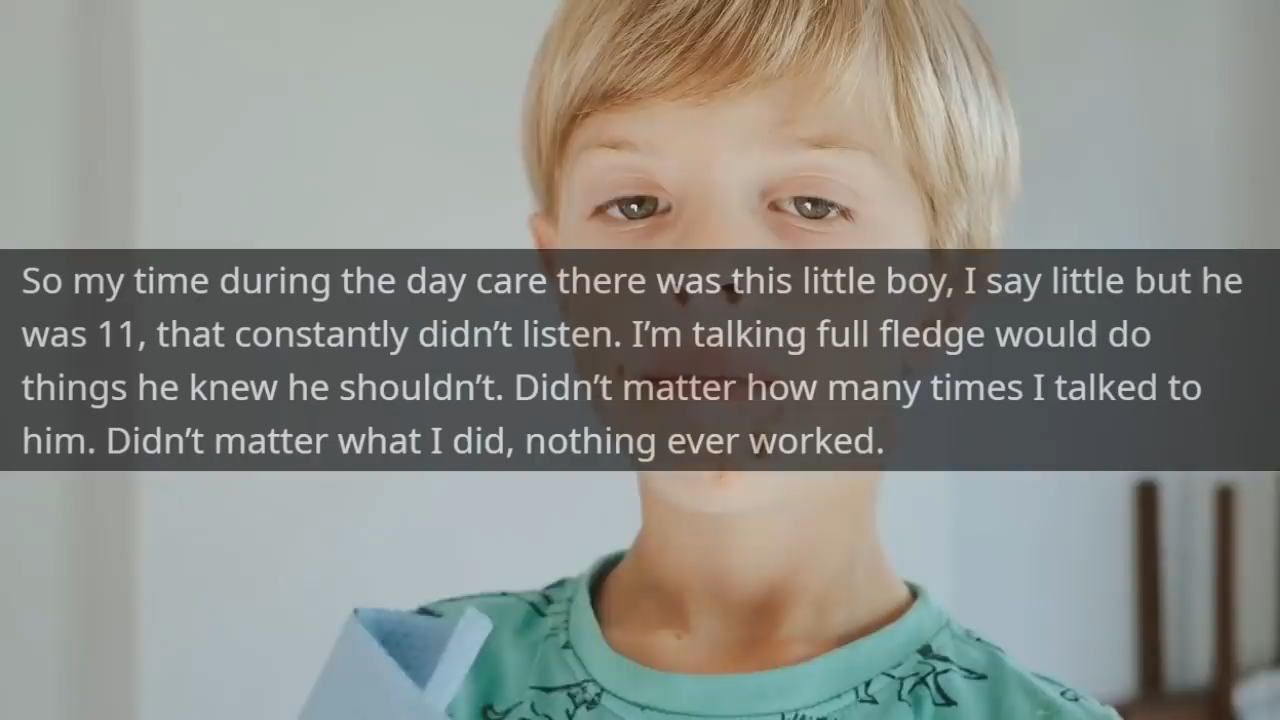 So my time during the day care there was this little boy, I say little but he
was 11, that constantly didn’t listen. I’m talking full fledge would do
things he knew he shouldn’t. Didn’t matter how many times I talked to
him. Didn’t matter what I did, nothing ever worked.